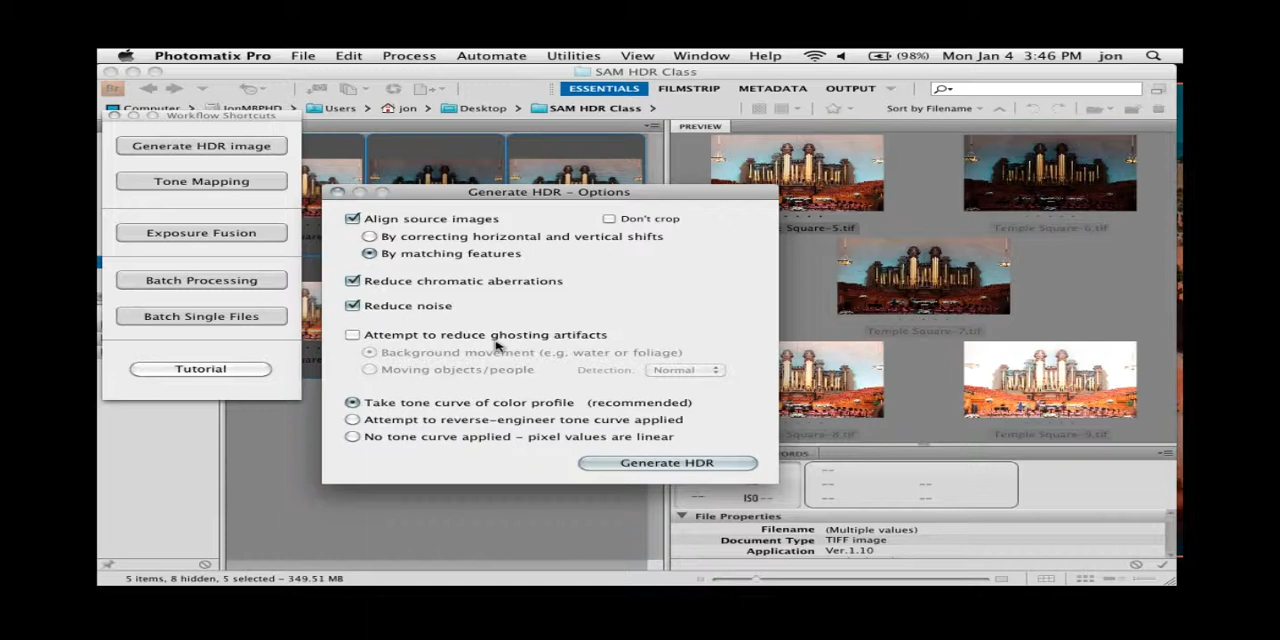 Photomatix Pro File Edit Process Automate Utilities View Window Help (98%) Mon Jan 4 3:46 PM jon
SAM HDR Class
Br ESSENTIALS FILMSTRIP METADATA OUTPUT
Computer JonMBPHD Users jon Desktop SAM HDR Class Sort by Filename
Workflow Shortcuts
Generate HDR image
Tone Mapping
Exposure Fusion
Batch Processing
Batch Single Files
Tutorial
PREVIEW
Square-5.tif Temple Square-6.tif
Temple Square-7.tif
Square-8.tif Temple Square-9.tif
Generate HDR - Options
Align source images Don't crop
By correcting horizontal and vertical shifts
By matching features
Reduce chromatic aberrations
Reduce noise
Attempt to reduce ghosting artifacts
Background movement (e.g. water or foliage)
Moving objects/people Detection: Normal
Take tone curve of color profile (recommended)
Attempt to reverse-engineer tone curve applied
No tone curve applied - pixel values are linear
Generate HDR
-- -- --
-- ISO -- -- --
File Properties
Filename (Multiple values)
Document Type TIFF image
Application Ver.1.10
5 items, 8 hidden, 5 selected - 349.51 MB